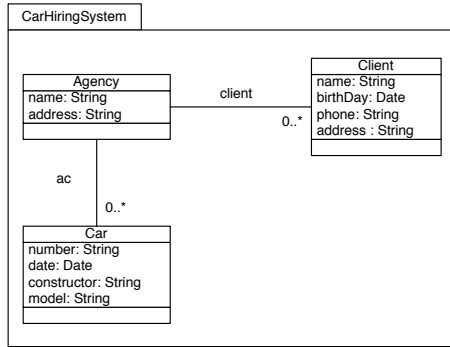 CarHiringSystem
Agency
name: String
address: String
client
0..*
Client
name: String
birthDay: Date
phone: String
address : String
ac
0..*
Car
number: String
date: Date
constructor: String
model: String